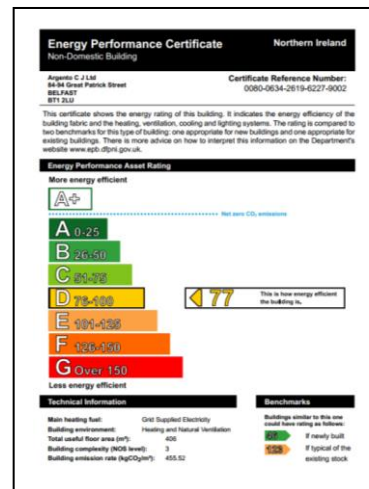 Energy Performance Certificate
Northern Ireland
Non-Domestic Building
Argento C J Ltd
84-94 Great Patrick Street
BELFAST
BT1 2LU
Certificate Reference Number:
0080-0634-2619-6227-9002
This certificate shows the energy rating of this building. It indicates the energy efficiency of the
building fabric and the heating, ventilation, cooling and lighting systems. The rating is compared to
two benchmarks for this type of building: one appropriate for new buildings and one appropriate for
existing buildings. There is more advice on how to interpret this information on the Department's
website www.epb.dfpni.gov.uk.
Energy Performance Asset Rating
More energy efficient
A+
Net zero CO₂ emissions
A 0-25
B 26-50
C 51-75
D 76-100
77
This is how energy efficient
the building is.
E 101-125
F 126-150
G Over 150
Less energy efficient
Technical Information
Main heating fuel: Grid Supplied Electricity
Building environment: Heating and Natural Ventilation
Total useful floor area (m²): 406
Building complexity (NOS level): 3
Building emission rate (kgCO₂/m²): 455.52
Benchmarks
Buildings similar to this one
could have rating as follows:
If newly built
If typical of the
existing stock